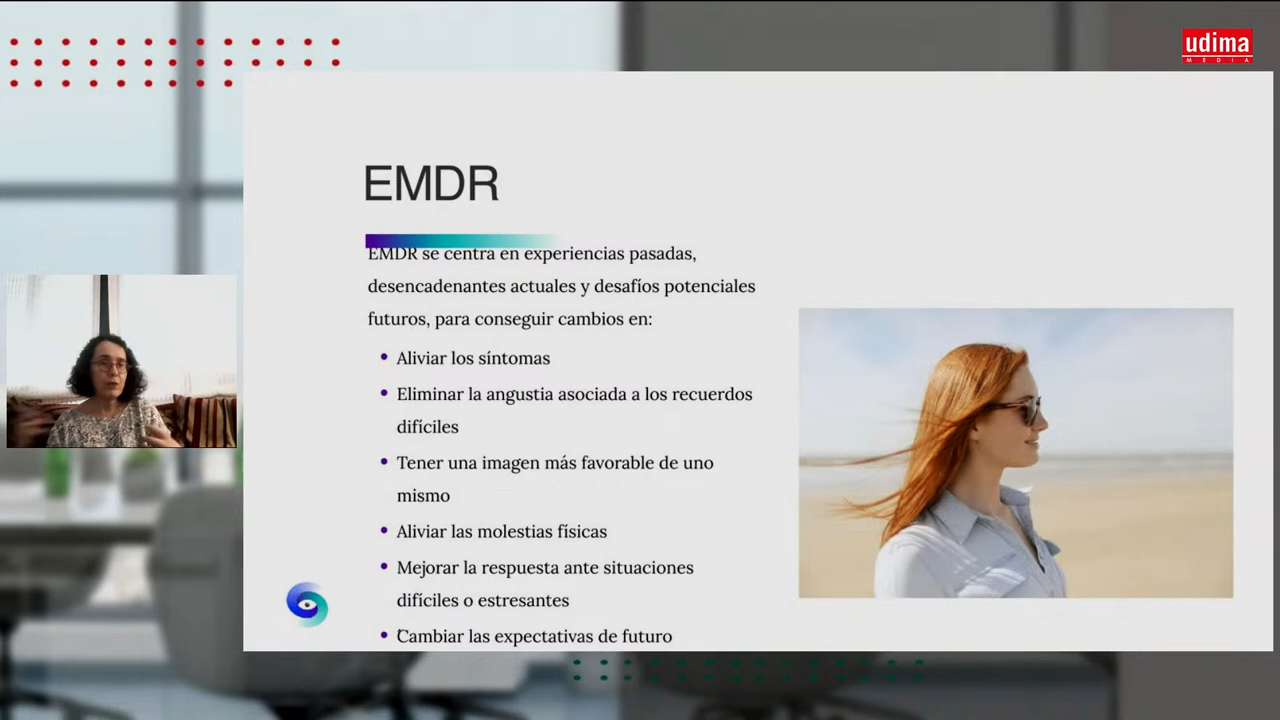 udima
MEDIA
EMDR
EMDR se centra en experiencias pasadas,
desencadenantes actuales y desafíos potenciales
futuros, para conseguir cambios en:
• Aliviar los síntomas
• Eliminar la angustia asociada a los recuerdos
difíciles
• Tener una imagen más favorable de uno
mismo
• Aliviar las molestias físicas
• Mejorar la respuesta ante situaciones
difíciles o estresantes
• Cambiar las expectativas de futuro